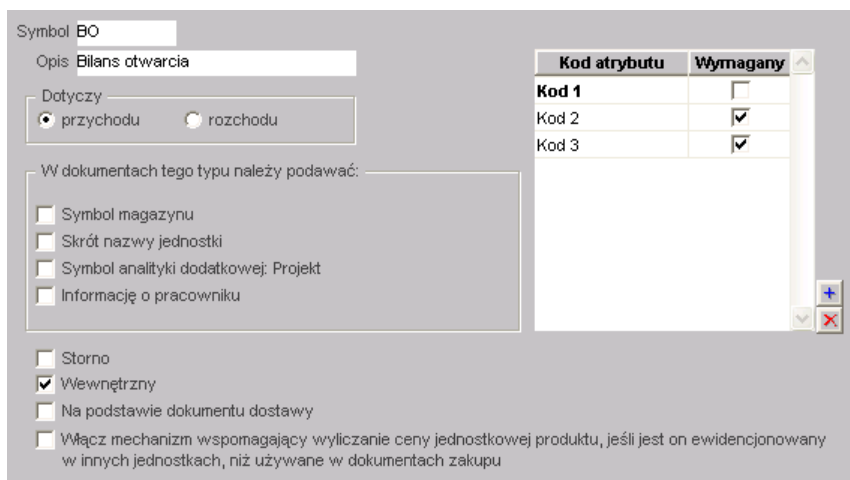 Symbol BO
Opis Bilans otwarcia
Dotyczy
przychodu rozchodu
W dokumentach tego typu należy podawać:
Symbol magazynu
Skrót nazwy jednostki
Symbol analityki dodatkowej: Projekt
Informację o pracowniku
Kod atrybutu Wymagany
Kod 1
Kod 2
Kod 3
Storno
Wewnętrzny
Na podstawie dokumentu dostawy
Włącz mechanizm wspomagający wyliczanie ceny jednostkowej produktu, jeśli jest on ewidencjonowany
w innych jednostkach, niż używane w dokumentach zakupu